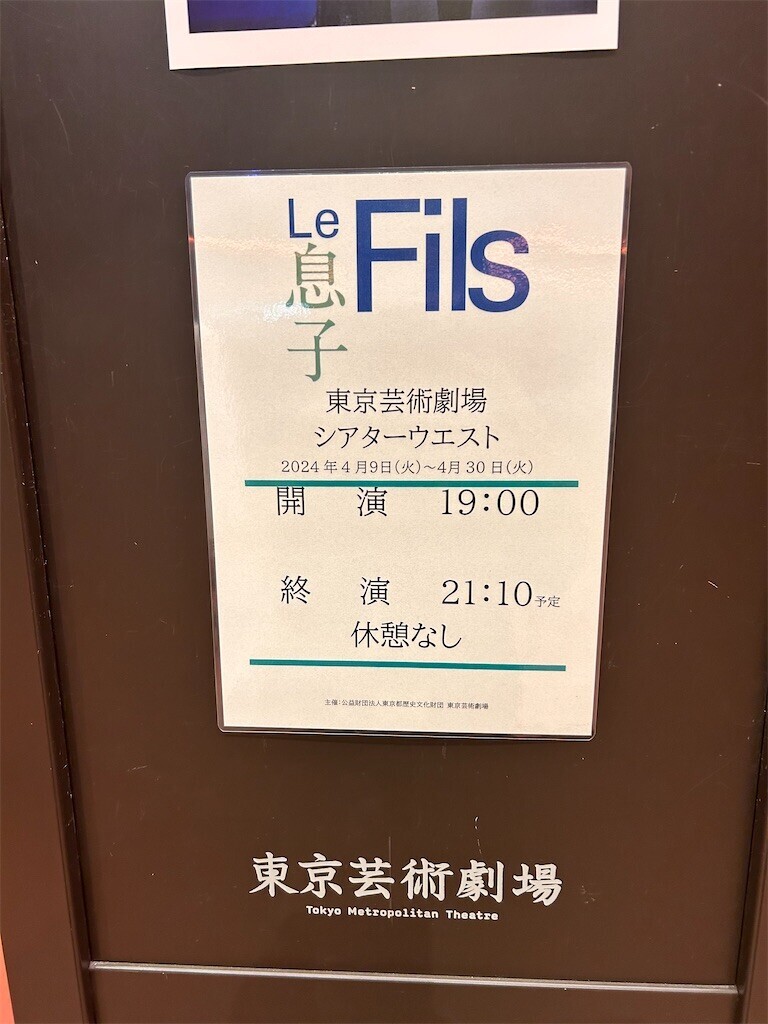 Le Fils
息子
東京芸術劇場
シアターウエスト
2024年4月9日(火)~4月30日(火)
開 演 19:00
終 演 21:10予定
休憩なし
主催:公益財団法人東京都歴史文化財団 東京芸術劇場
東京芸術劇場
Tokyo Metropolitan Theatre